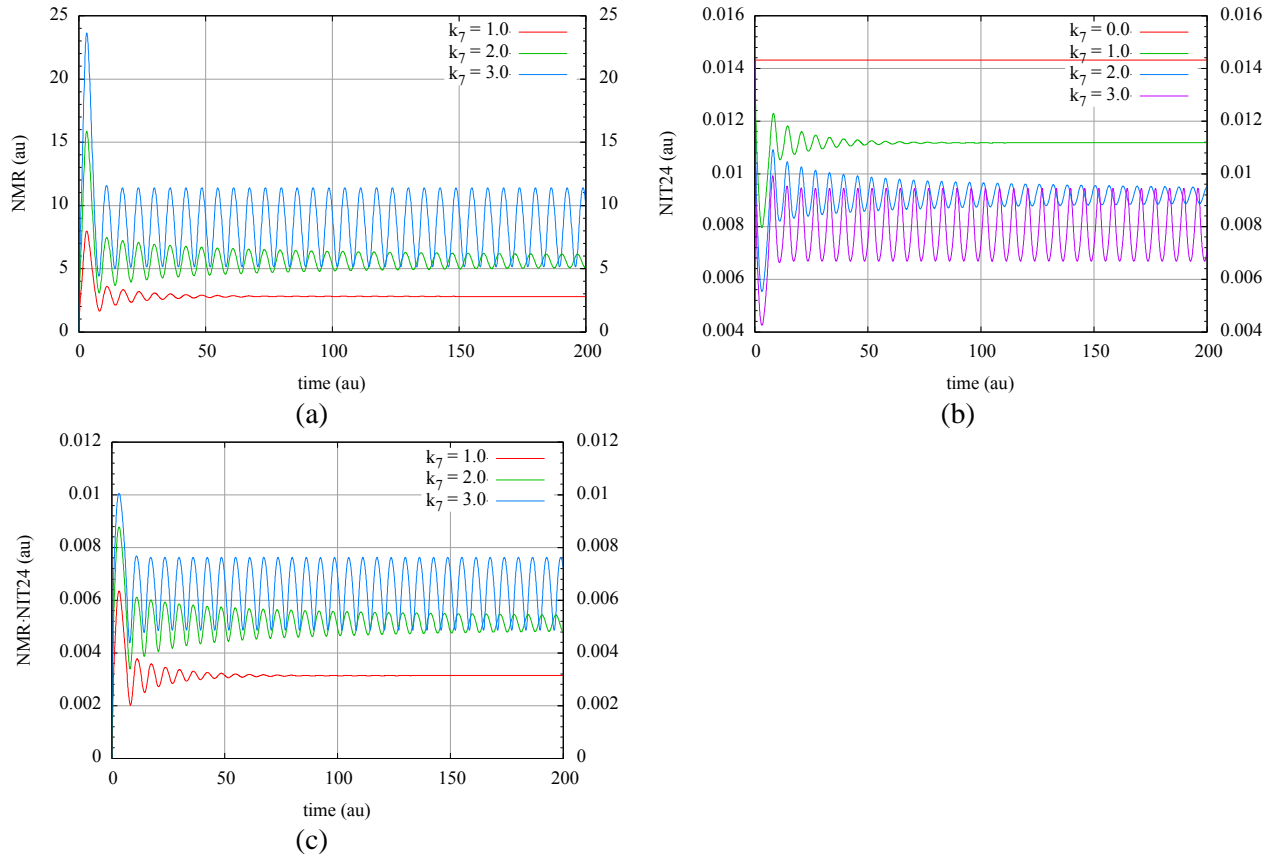 NMR (au)
25
20
15
10
5
0
k7 = 1.0
k7 = 2.0
k7 = 3.0
25
20
15
10
5
0
0 50 100 150 200
time (au)
(a)
NIT24 (au)
0.016
0.014
0.012
0.01
0.008
0.006
0.004
k7 = 0.0
k7 = 1.0
k7 = 2.0
k7 = 3.0
0.016
0.014
0.012
0.01
0.008
0.006
0.004
0 50 100 150 200
time (au)
(b)
NMR·NIT24 (au)
0.012
0.01
0.008
0.006
0.004
0.002
0
k7 = 1.0
k7 = 2.0
k7 = 3.0
0.012
0.01
0.008
0.006
0.004
0.002
0
0 50 100 150 200
time (au)
(c)